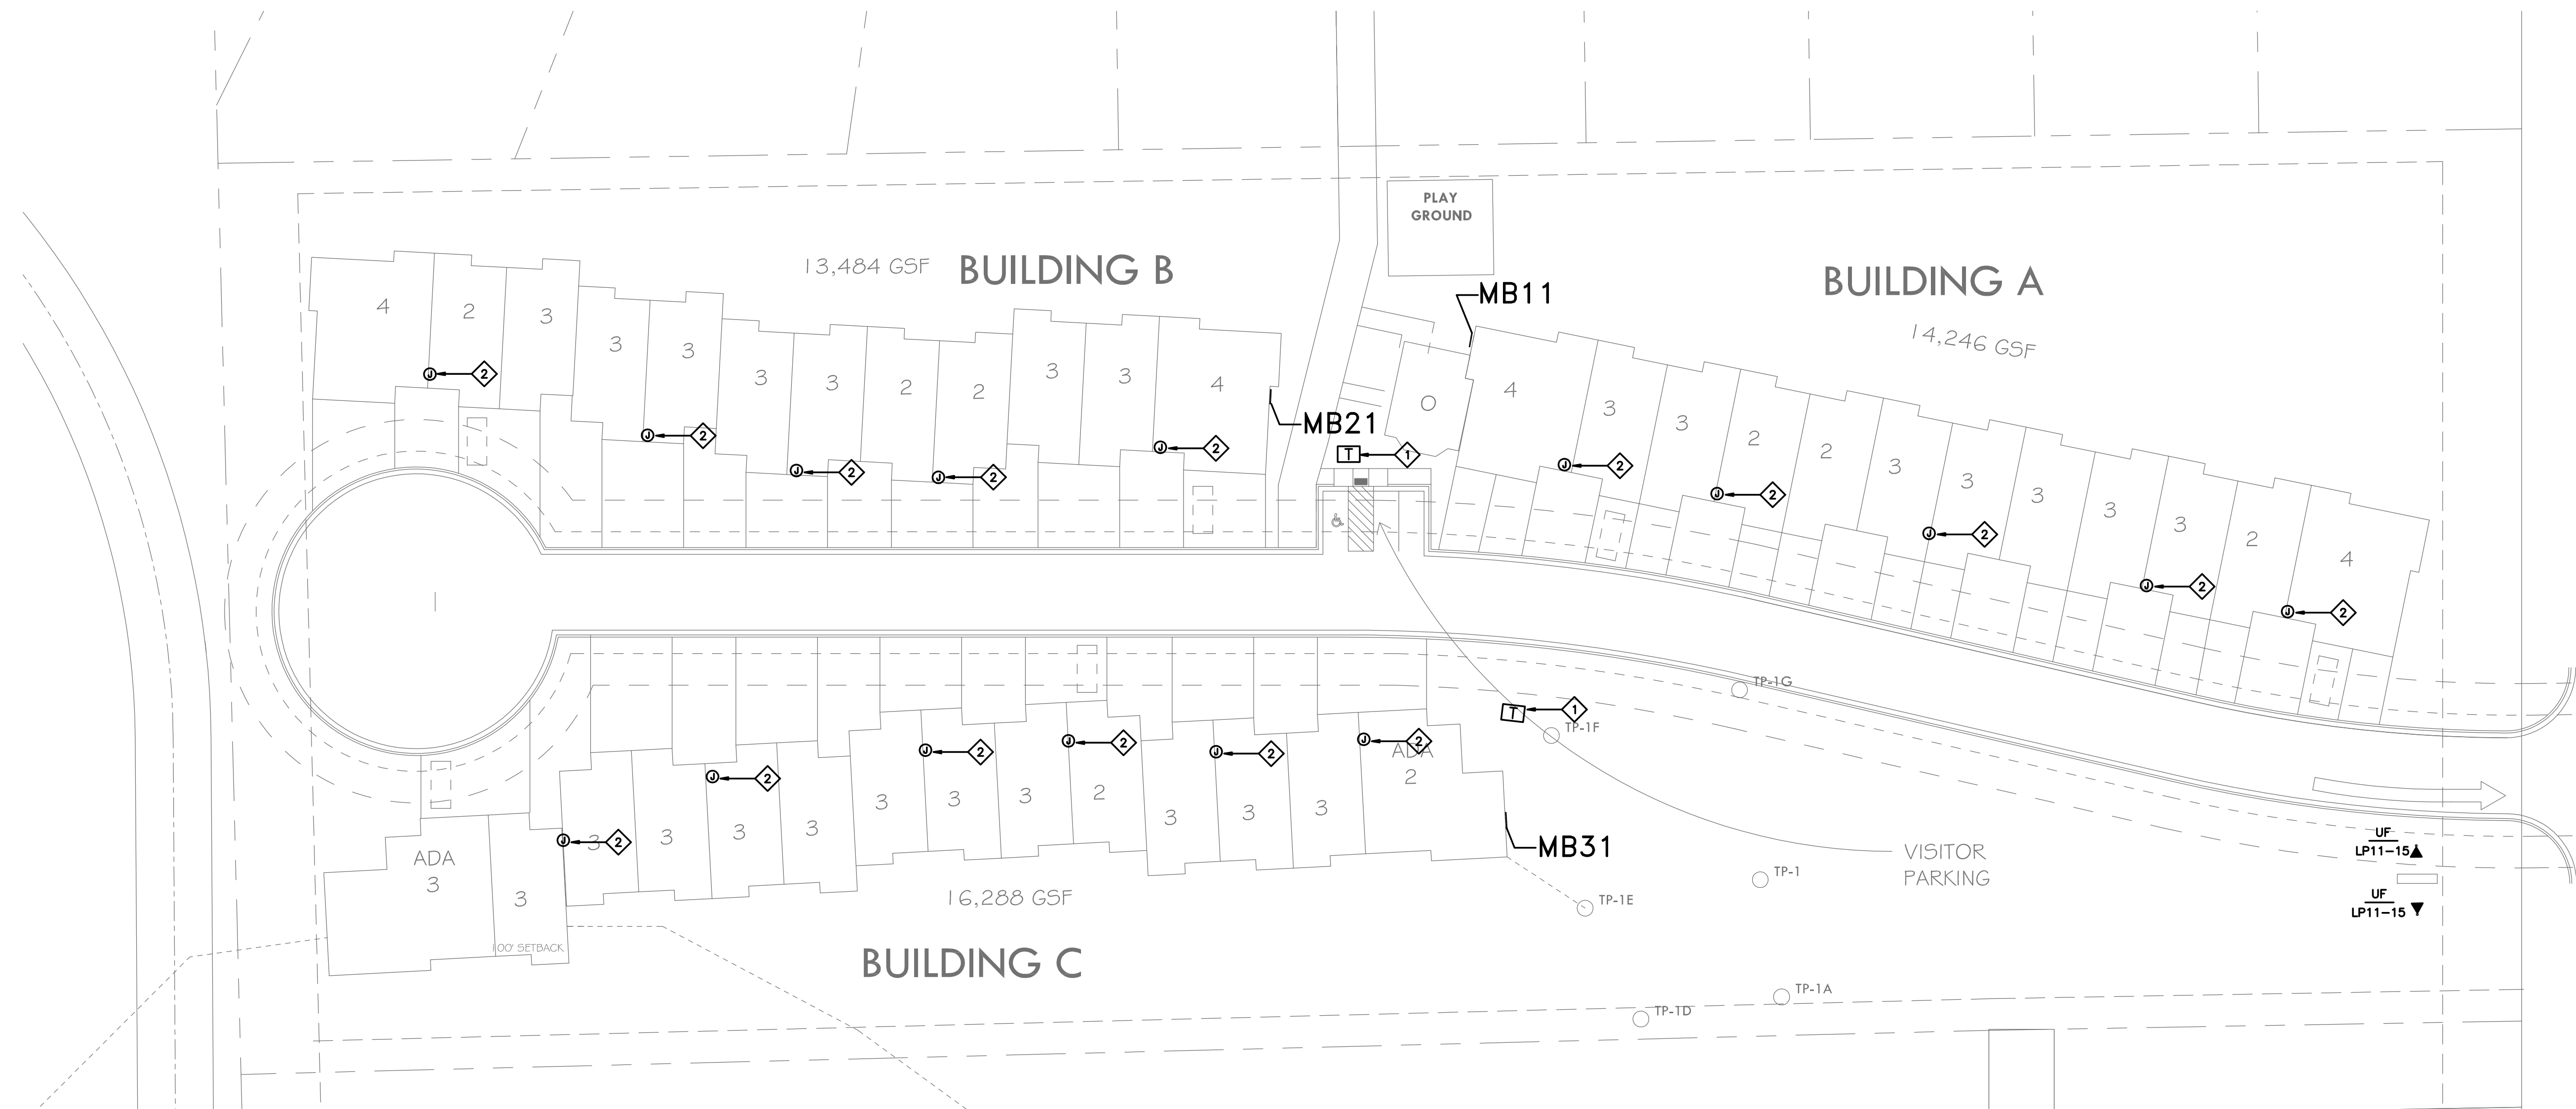 PLAY
GROUND
13,484 GSF
BUILDING B
BUILDING A
14,246 GSF
MB11
MB21
4
2
3
3
3
3
3
2
2
3
3
4
J 2
J 2
J 2
J 2
J 2
T 1
O
4
3
3
2
2
3
3
3
3
3
2
4
J 2
J 2
J 2
J 2
J 2
T 1
TP-1G
TP-1F
J 2
J 2
J 2
J 2
J 2
J 2
ADA
3
3
3
3
3
3
3
3
3
2
3
3
3
ADA
2
MB31
VISITOR
PARKING
TP-1
TP-1E
UF
LP11-15
UF
LP11-15
16,288 GSF
100' SETBACK
BUILDING C
TP-1A
TP-1D